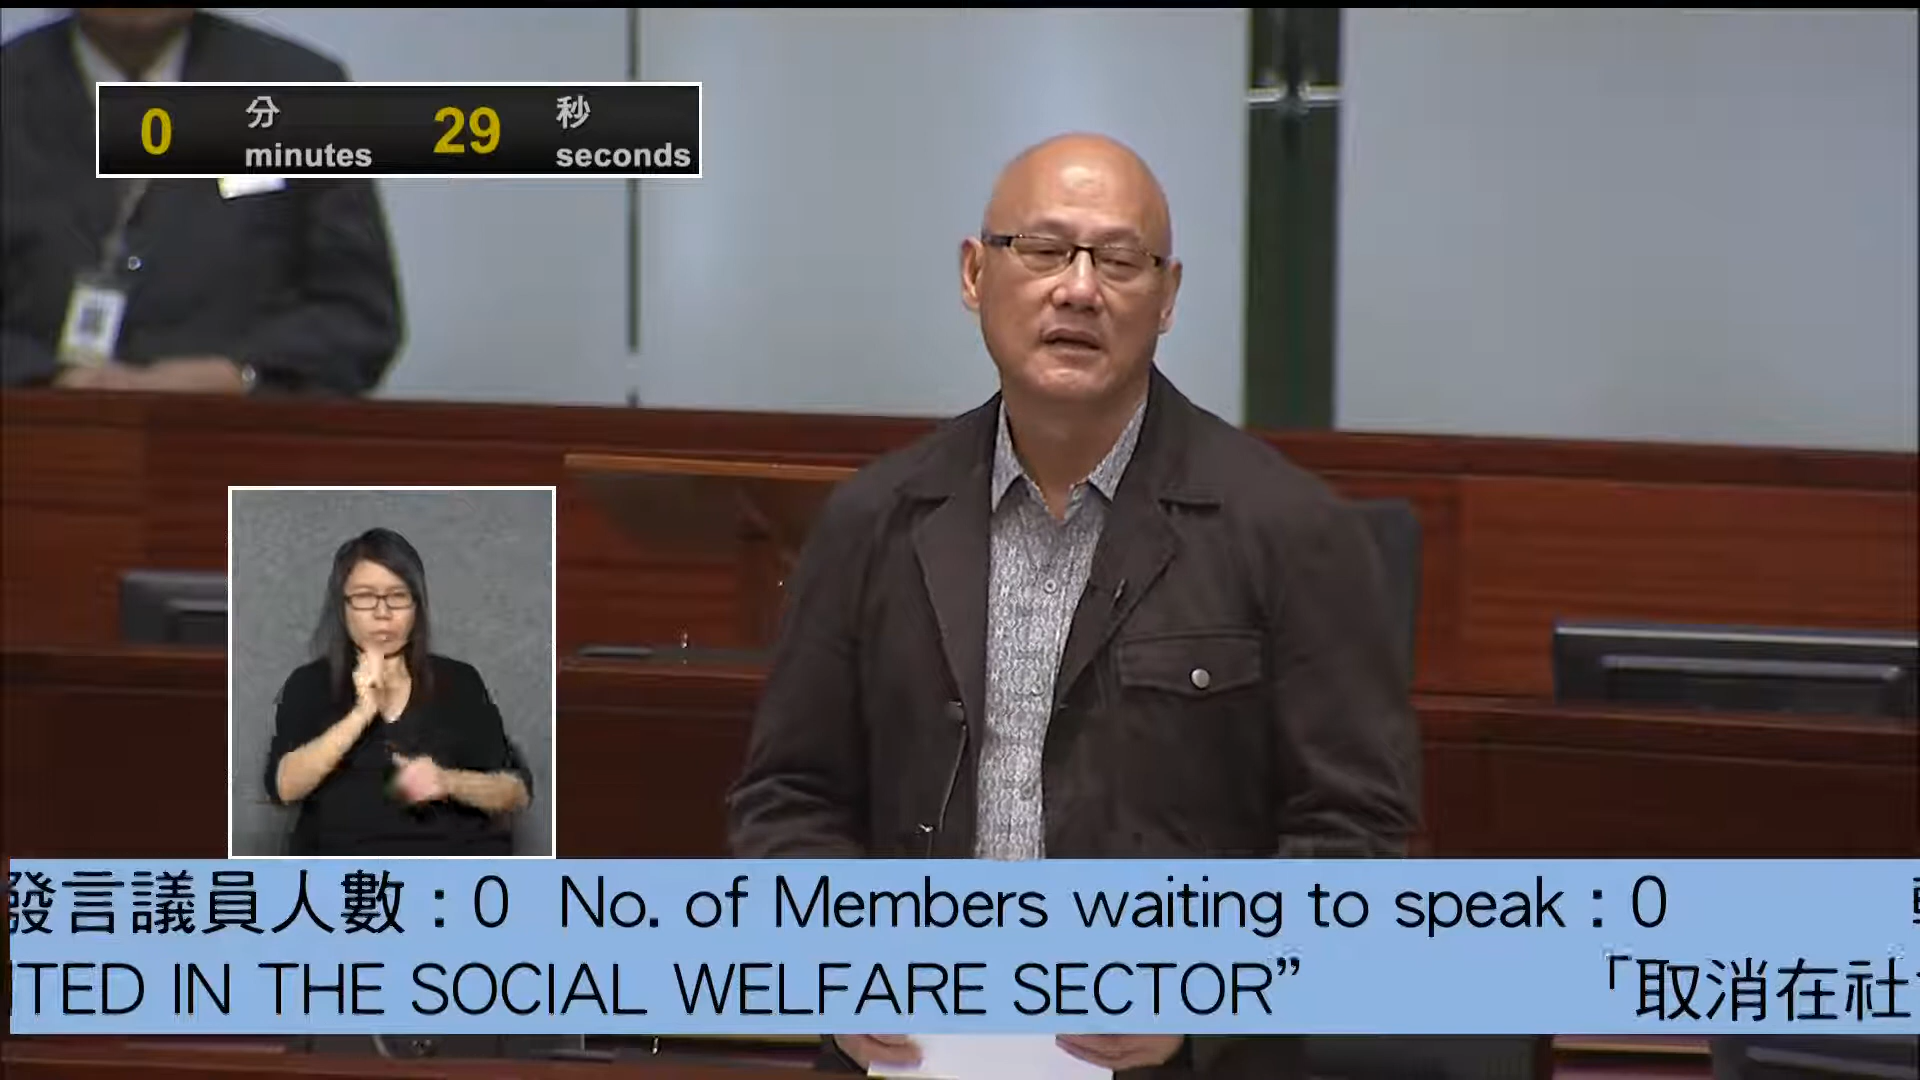 0 分 29 秒
minutes seconds
發言議員人數 : 0 No. of Members waiting to speak : 0
ITED IN THE SOCIAL WELFARE SECTOR” 「取消在社